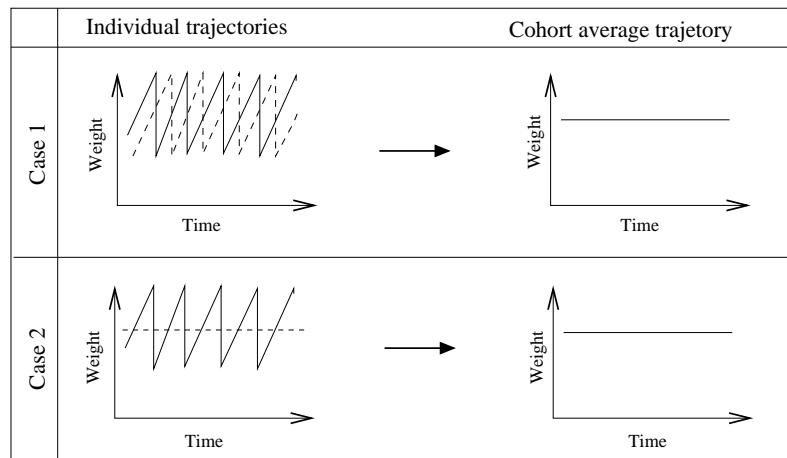 Individual trajectories
Cohort average trajetory
Case 1
Weight
Time
Weight
Time
Case 2
Weight
Time
Weight
Time